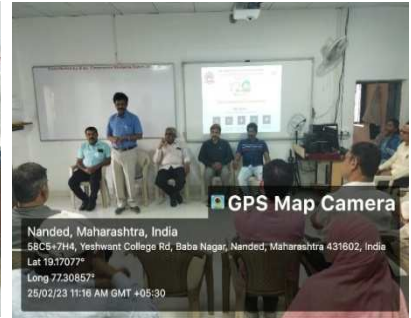 GPS Map Camera
Nanded, Maharashtra, India
58C5+7H4, Yeshwant College Rd, Baba Nagar, Nanded, Maharashtra 431602, India
Lat 19.17077°
Long 77.30857°
25/02/23 11:16 AM GMT +05:30